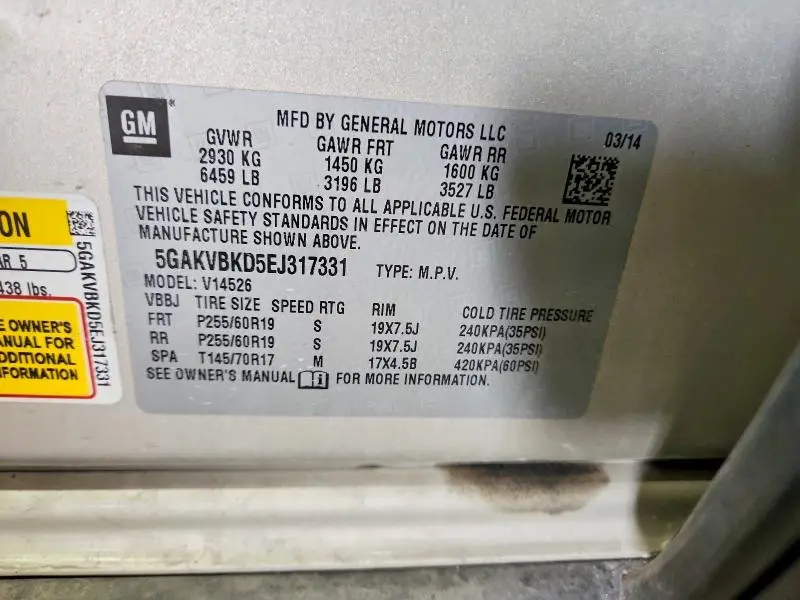 GM
MFD BY GENERAL MOTORS LLC
03/14
GVWR GAWR FRT GAWR RR
2930 KG 1450 KG 1600 KG
6459 LB 3196 LB 3527 LB
THIS VEHICLE CONFORMS TO ALL APPLICABLE U.S. FEDERAL MOTOR
VEHICLE SAFETY STANDARDS IN EFFECT ON THE DATE OF
MANUFACTURE SHOWN ABOVE.
5GAKVBKD5EJ317331 TYPE: M.P.V.
MODEL: V14526
VBBJ TIRE SIZE SPEED RTG RIM COLD TIRE PRESSURE
FRT P255/60R19 S 19X7.5J 240KPA(35PSI)
RR P255/60R19 S 19X7.5J 240KPA(35PSI)
SPA T145/70R17 M 17X4.5B 420KPA(60PSI)
SEE OWNER'S MANUAL FOR MORE INFORMATION.
ON
AR 5
438 lbs.
E OWNER'S
ANUAL FOR
DDITIONAL
FORMATION
5GAKVBKD5EJ317331